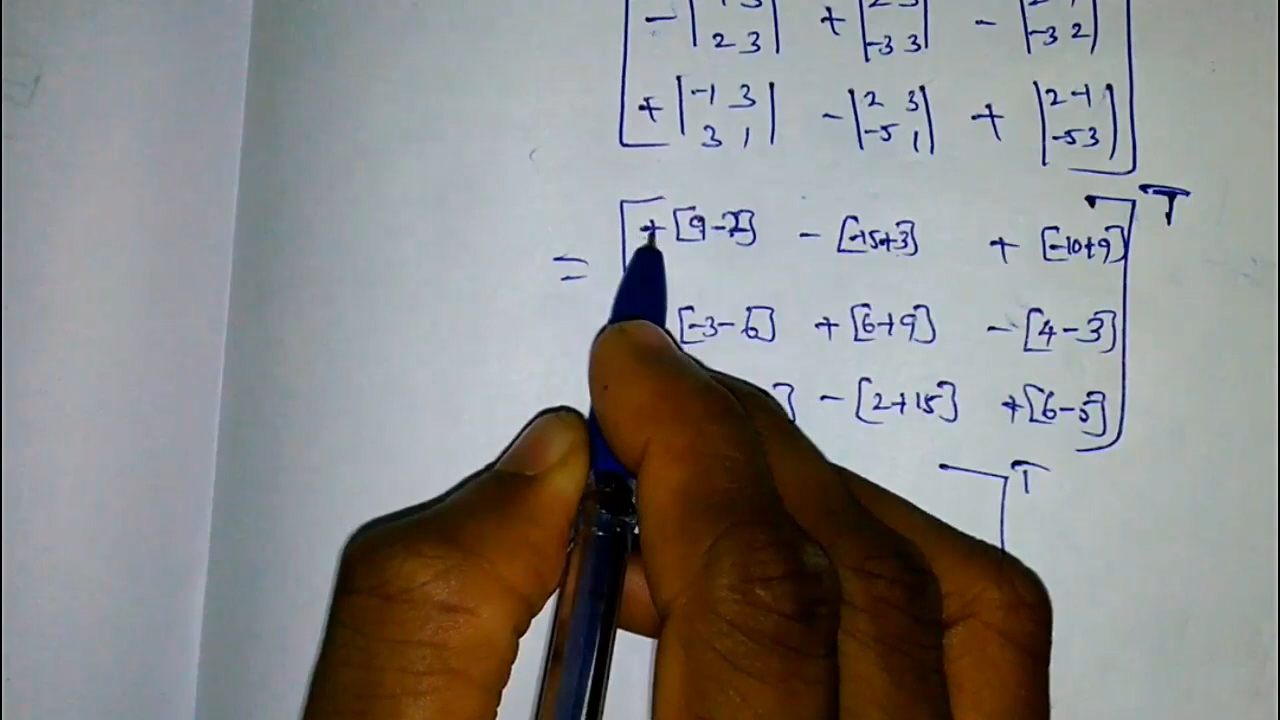 - | 2 3 | + | -3 3 | - | -3 2 |
+ | -1 3 | - | 2 3 | + | 2 -1 |
3 1 -5 1 -5 3
T
= + [9-2] - [-15+3] + [-10+9]
[-3-6] + [6+9] - [4-3]
] - [2+15] + [6-5]
T